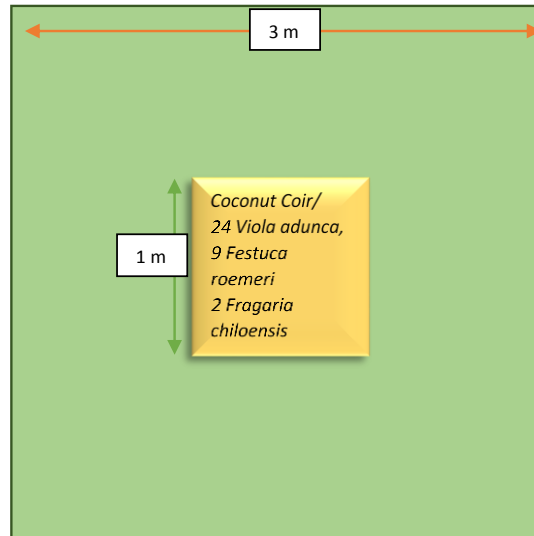 3 m
Coconut Coir/
24 Viola adunca,
9 Festuca
roemeri
2 Fragaria
chiloensis
1 m